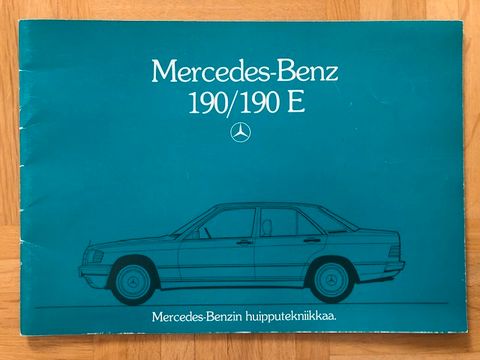 Mercedes-Benz
190/190 E
Mercedes-Benzin huipputekniikkaa.